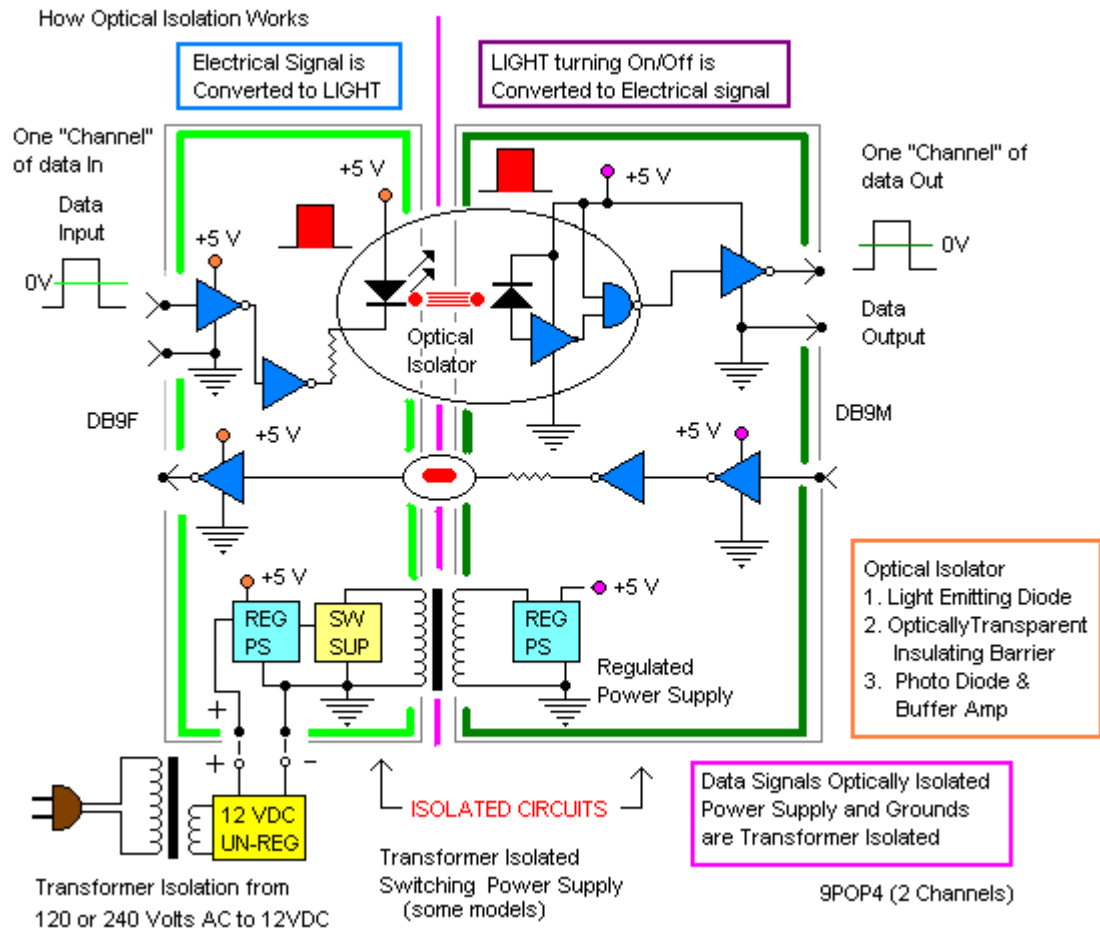 How Optical Isolation Works
Electrical Signal is
Converted to LIGHT
LIGHT turning On/Off is
Converted to Electrical signal
One "Channel"
of data In
Data
Input
0V
+5 V
+5 V
+5 V
One "Channel" of
data Out
0V
Data
Output
Optical
Isolator
DB9F
DB9M
+5 V
+5 V
+5 V
REG
PS
SW
SUP
REG
PS
+5 V
Regulated
Power Supply
Optical Isolator
1. Light Emitting Diode
2. OpticallyTransparent
Insulating Barrier
3. Photo Diode &
Buffer Amp
+
+
-
12 VDC
UN-REG
ISOLATED CIRCUITS
Data Signals Optically Isolated
Power Supply and Grounds
are Transformer Isolated
Transformer Isolation from
120 or 240 Volts AC to 12VDC
Transformer Isolated
Switching Power Supply
(some models)
9POP4 (2 Channels)